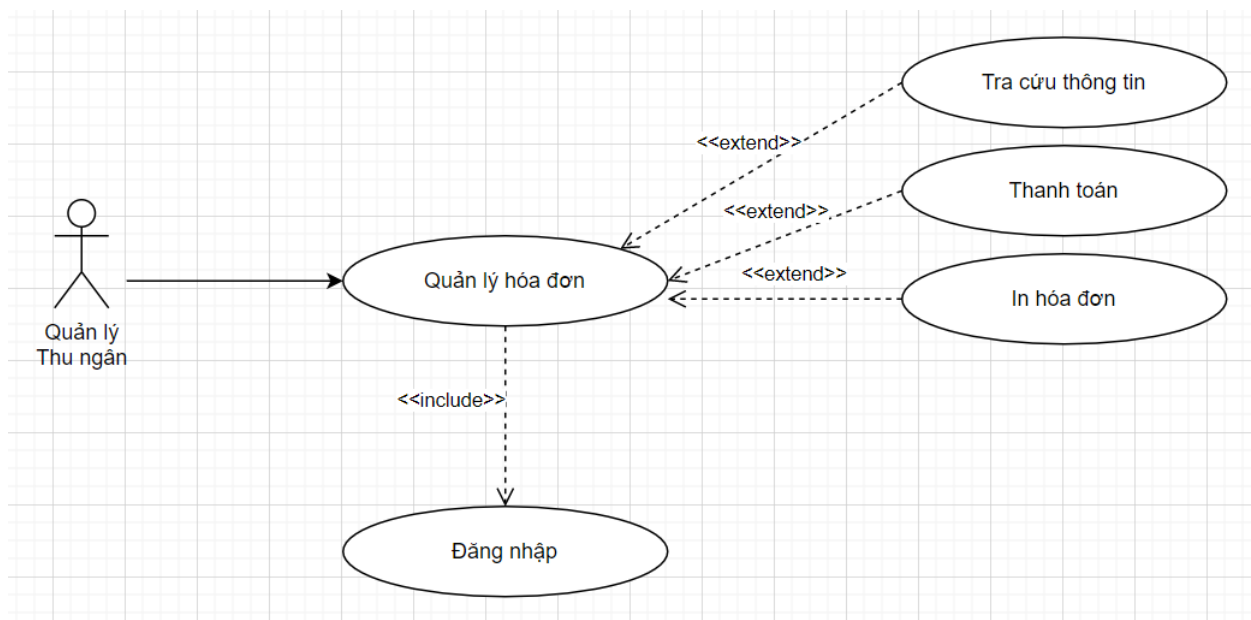 Tra cứu thông tin
<<extend>>
Thanh toán
<<extend>>
<<extend>>
Quản lý hóa đơn
In hóa đơn
Quản lý
Thu ngân
<<include>>
Đăng nhập